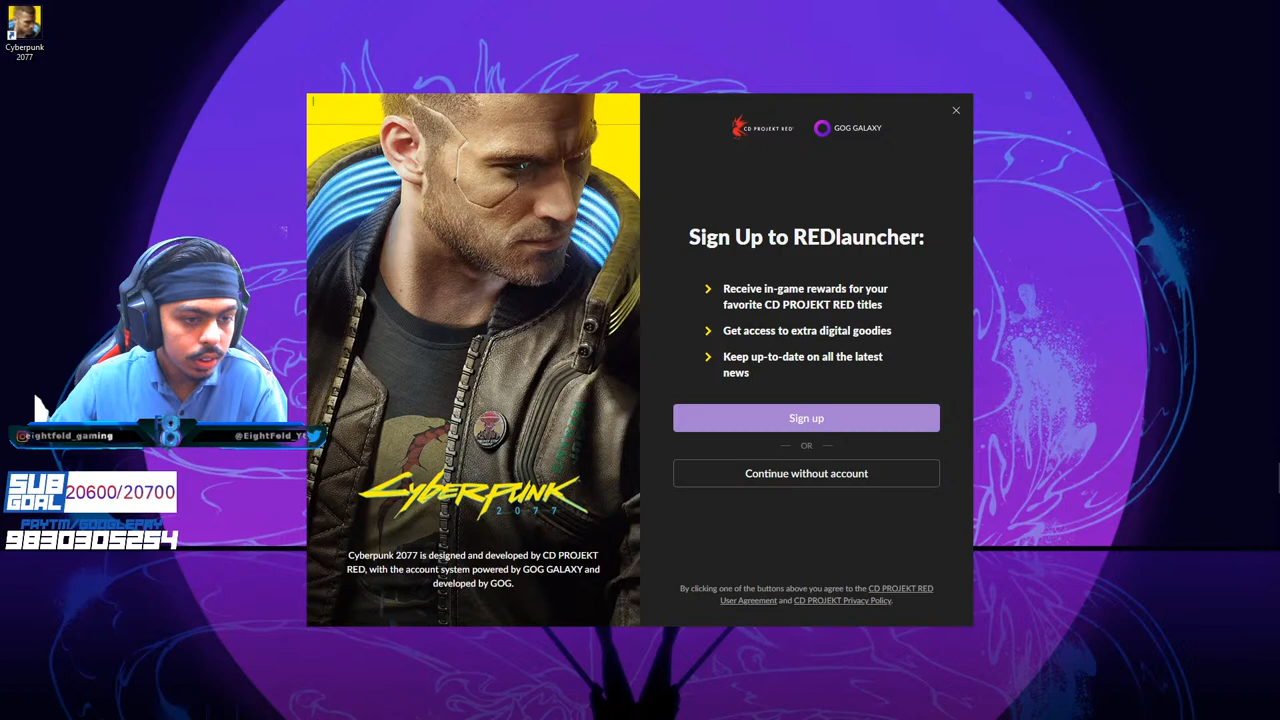 Cyberpunk
2077
CD PROJEKT RED
GOG GALAXY
Sign Up to REDlauncher:
Receive in-game rewards for your
favorite CD PROJEKT RED titles
Get access to extra digital goodies
Keep up-to-date on all the latest
news
Sign up
OR
Continue without account
By clicking one of the buttons above you agree to the CD PROJEKT RED
User Agreement and CD PROJEKT Privacy Policy.
Cyberpunk
2077
Cyberpunk 2077 is designed and developed by CD PROJEKT
RED, with the account system powered by GOG GALAXY and
developed by GOG.
eightfold_gaming
@EightFold_Yt
SUB
GOAL
20600/20700
PAYTM/GOOGLEPAY
9830305254